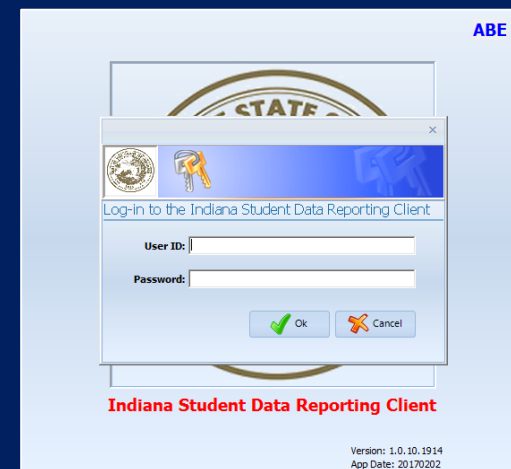 ABE
STATE
Log-in to the Indiana Student Data Reporting Client
User ID:
Password:
Ok
Cancel
Indiana Student Data Reporting Client
Version: 1.0.10.1914
App Date: 20170202